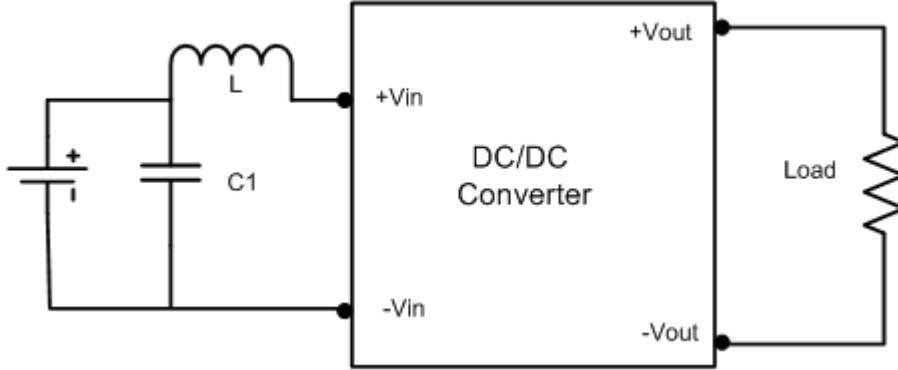 +Vout
L
+Vin
DC/DC
Converter
C1
Load
-Vin
-Vout
+